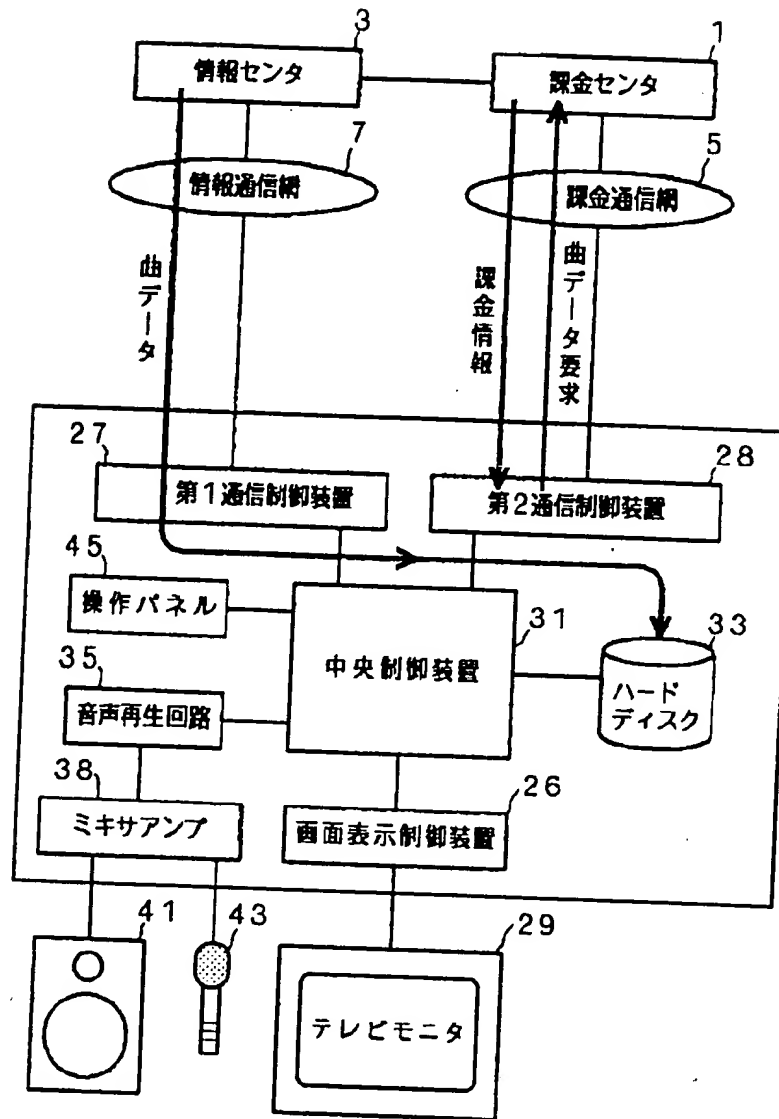 3
1
情報センタ
課金センタ
7
5
情報通信網
課金通信網
曲データ
課金情報
曲データ要求
27
28
第1通信制御装置
第2通信制御装置
45
操作パネル
31
33
中央制御装置
ハード
ディスク
35
音声再生回路
38
26
ミキサアンプ
画面表示制御装置
41
43
29
テレビモニタ